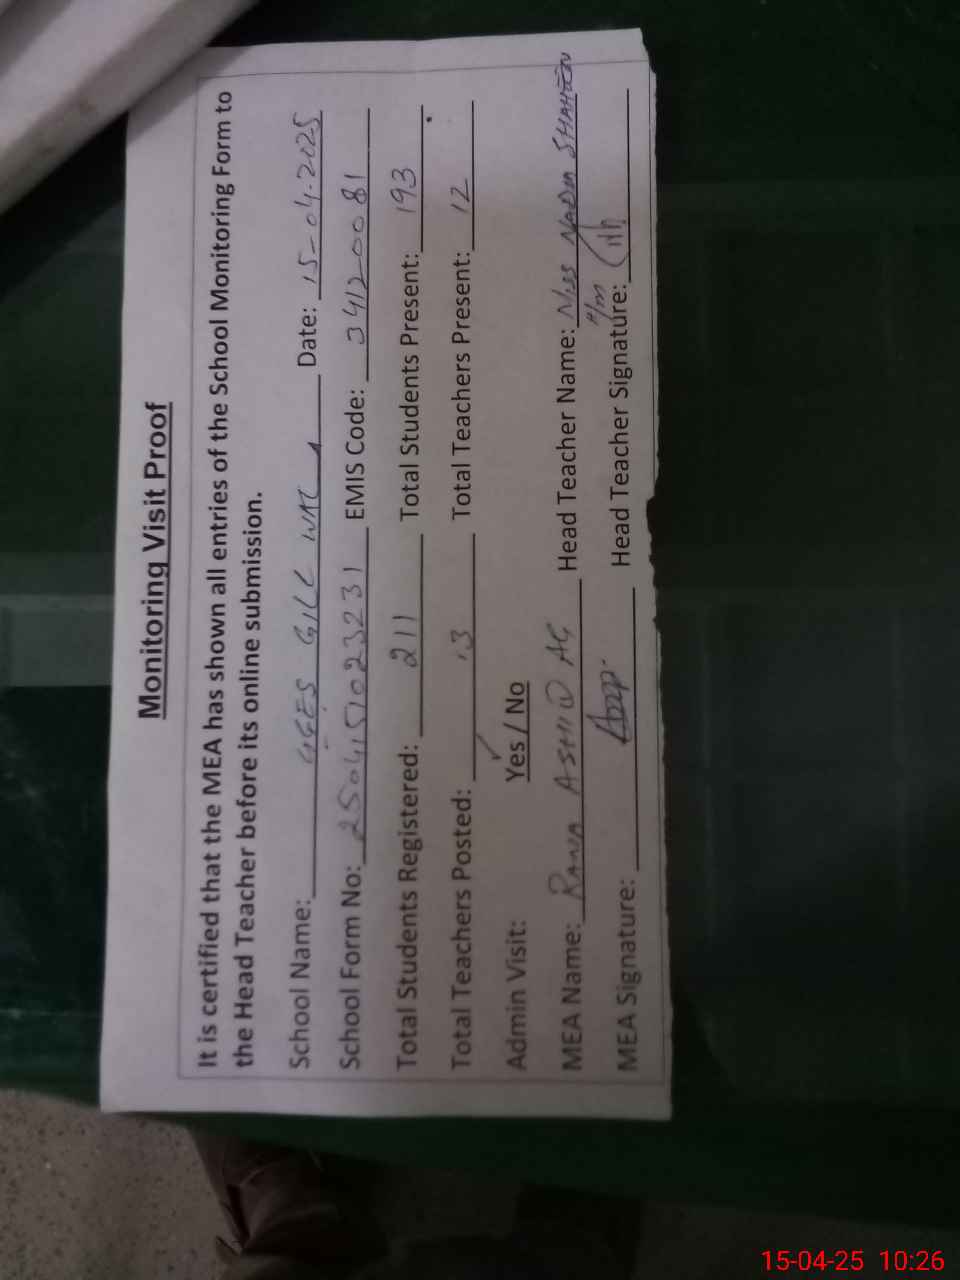 Monitoring Visit Proof
It is certified that the MEA has shown all entries of the School Monitoring Form to
the Head Teacher before its online submission.
School Name: GGES GILL WALA Date: 15-04-2025
School Form No: 2504151023231 EMIS Code: 34120081
Total Students Registered: 211 Total Students Present: 193
Total Teachers Posted: 13 Total Teachers Present: 12
Admin Visit: Yes / No
MEA Name: RANA Head Teacher Name: Miss SHAHEEN
H/M
MEA Signature: Head Teacher Signature:
15-04-25 10:26